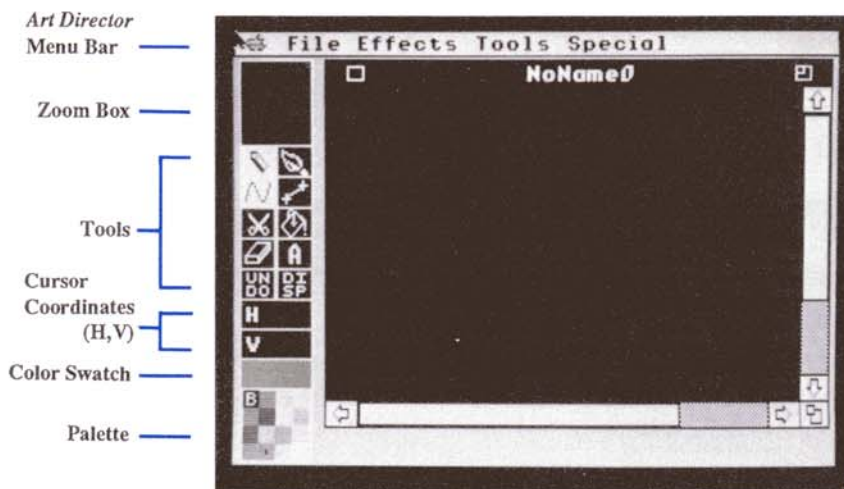 Art Director
Menu Bar
File Effects Tools Special
NoName0
Zoom Box
Tools
A
UN DI
DO SP
Cursor
Coordinates
(H,V)
H
V
Color Swatch
B
Palette